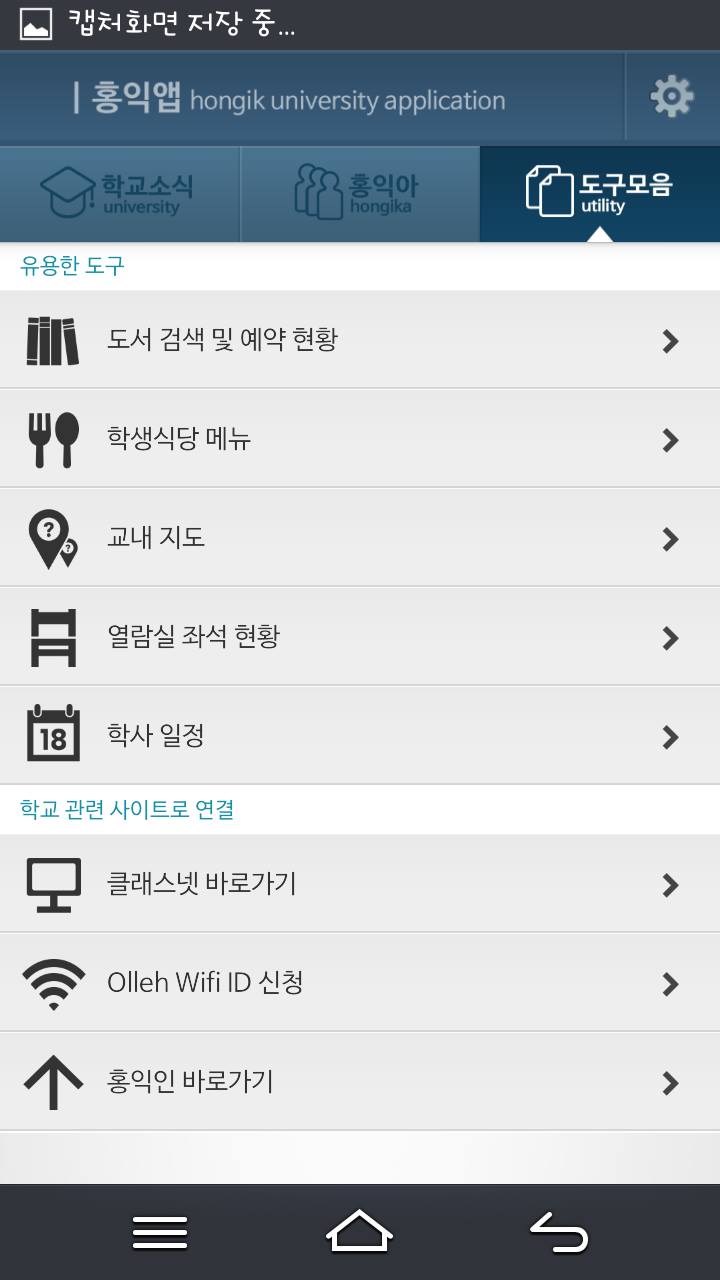 캡처화면 저장 중...
| 홍익앱 hongik university application
학교소식
university
홍익아
hongika
도구모음
utility
유용한 도구
도서 검색 및 예약 현황
학생식당 메뉴
? ?
교내 지도
열람실 좌석 현황
18
학사 일정
학교 관련 사이트로 연결
클래스넷 바로가기
Olleh Wifi ID 신청
홍익인 바로가기